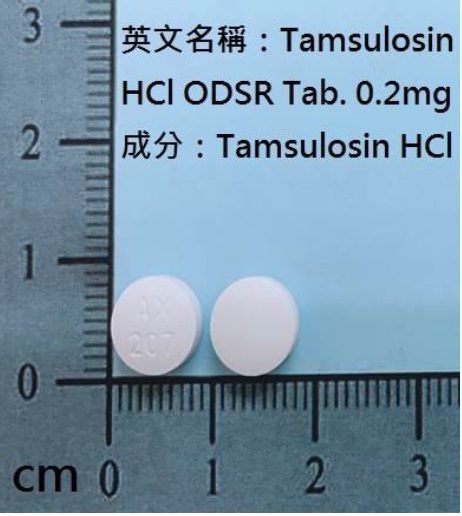 英文名稱：Tamsulosin
HCl ODSR Tab. 0.2mg
成分：Tamsulosin HCl
3
2
1
0
AX
207
cm 0 1 2 3